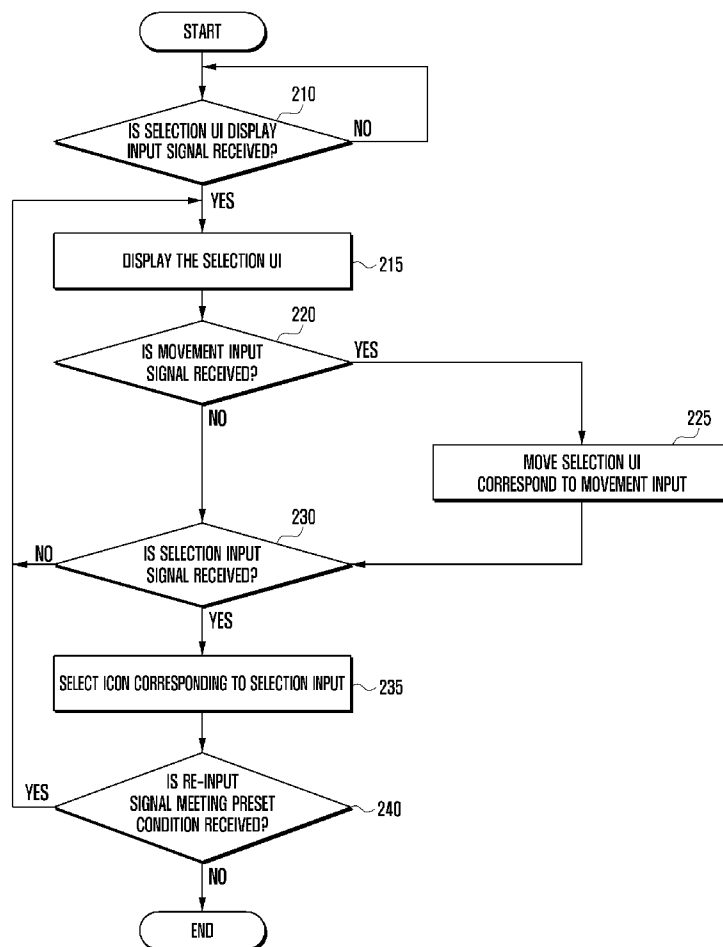 START
210
IS SELECTION UI DISPLAY
INPUT SIGNAL RECEIVED?
NO
YES
DISPLAY THE SELECTION UI
215
220
IS MOVEMENT INPUT
SIGNAL RECEIVED?
YES
NO
225
MOVE SELECTION UI
CORRESPOND TO MOVEMENT INPUT
230
IS SELECTION INPUT
SIGNAL RECEIVED?
NO
YES
SELECT ICON CORRESPONDING TO SELECTION INPUT
235
IS RE-INPUT
SIGNAL MEETING PRESET
CONDITION RECEIVED?
YES
240
NO
END